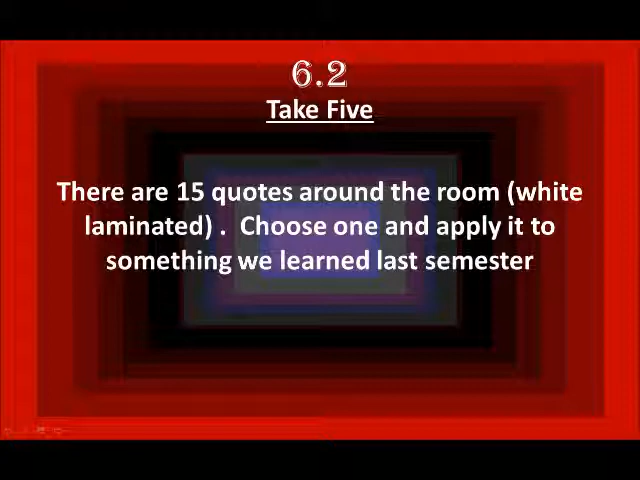 6.2
Take Five
There are 15 quotes around the room (white
laminated) .  Choose one and apply it to
something we learned last semester